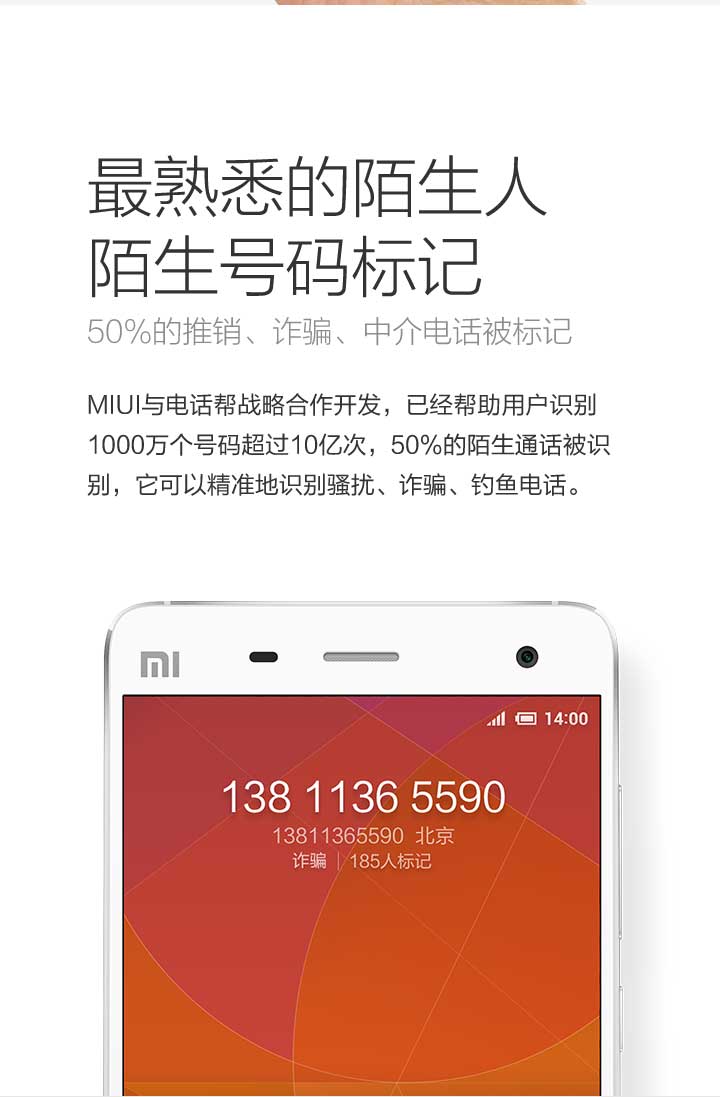 最熟悉的陌生人
陌生号码标记
50%的推销、诈骗、中介电话被标记
MIUI与电话帮战略合作开发，已经帮助用户识别
1000万个号码超过10亿次，50%的陌生通话被识
别，它可以精准地识别骚扰、诈骗、钓鱼电话。
MI
14:00
138 1136 5590
13811365590 北京
诈骗 | 185人标记